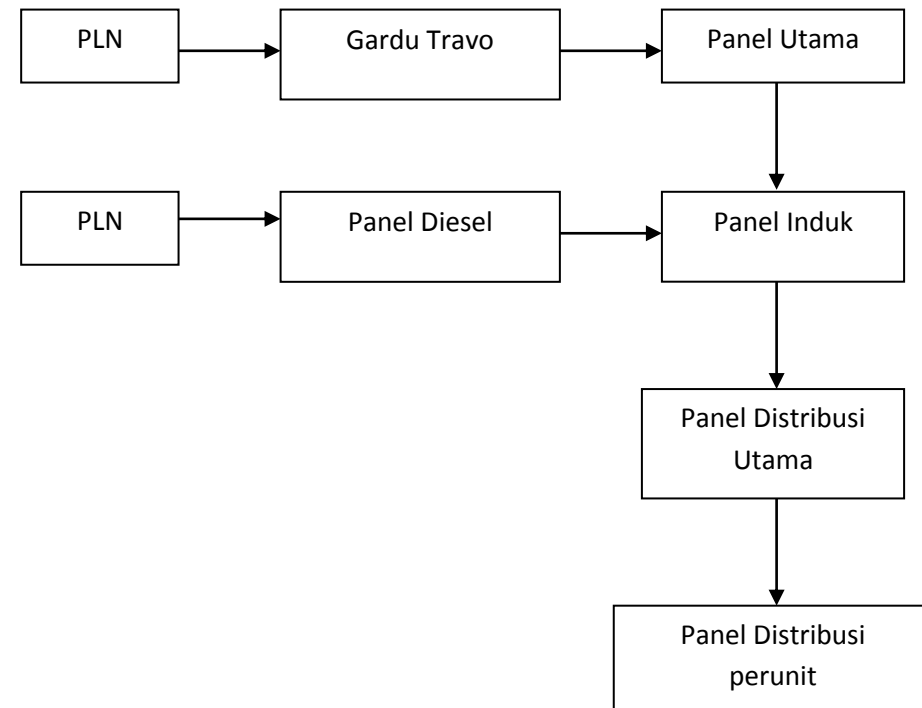 PLN
Gardu Travo
Panel Utama
PLN
Panel Diesel
Panel Induk
Panel Distribusi
Utama
Panel Distribusi
perunit